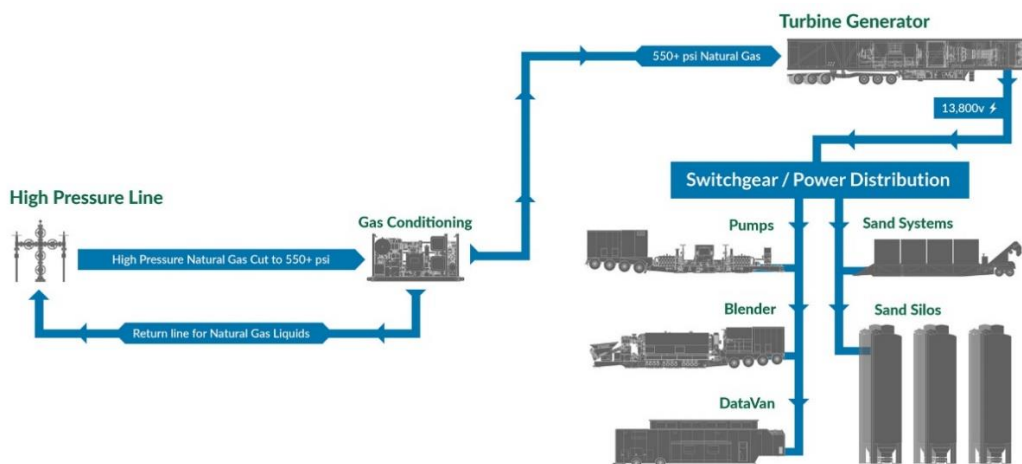 Turbine Generator
550+ psi Natural Gas
13,800v
Switchgear / Power Distribution
High Pressure Line
Gas Conditioning
High Pressure Natural Gas Cut to 550+ psi
Return line for Natural Gas Liquids
Pumps
Sand Systems
Blender
Sand Silos
DataVan